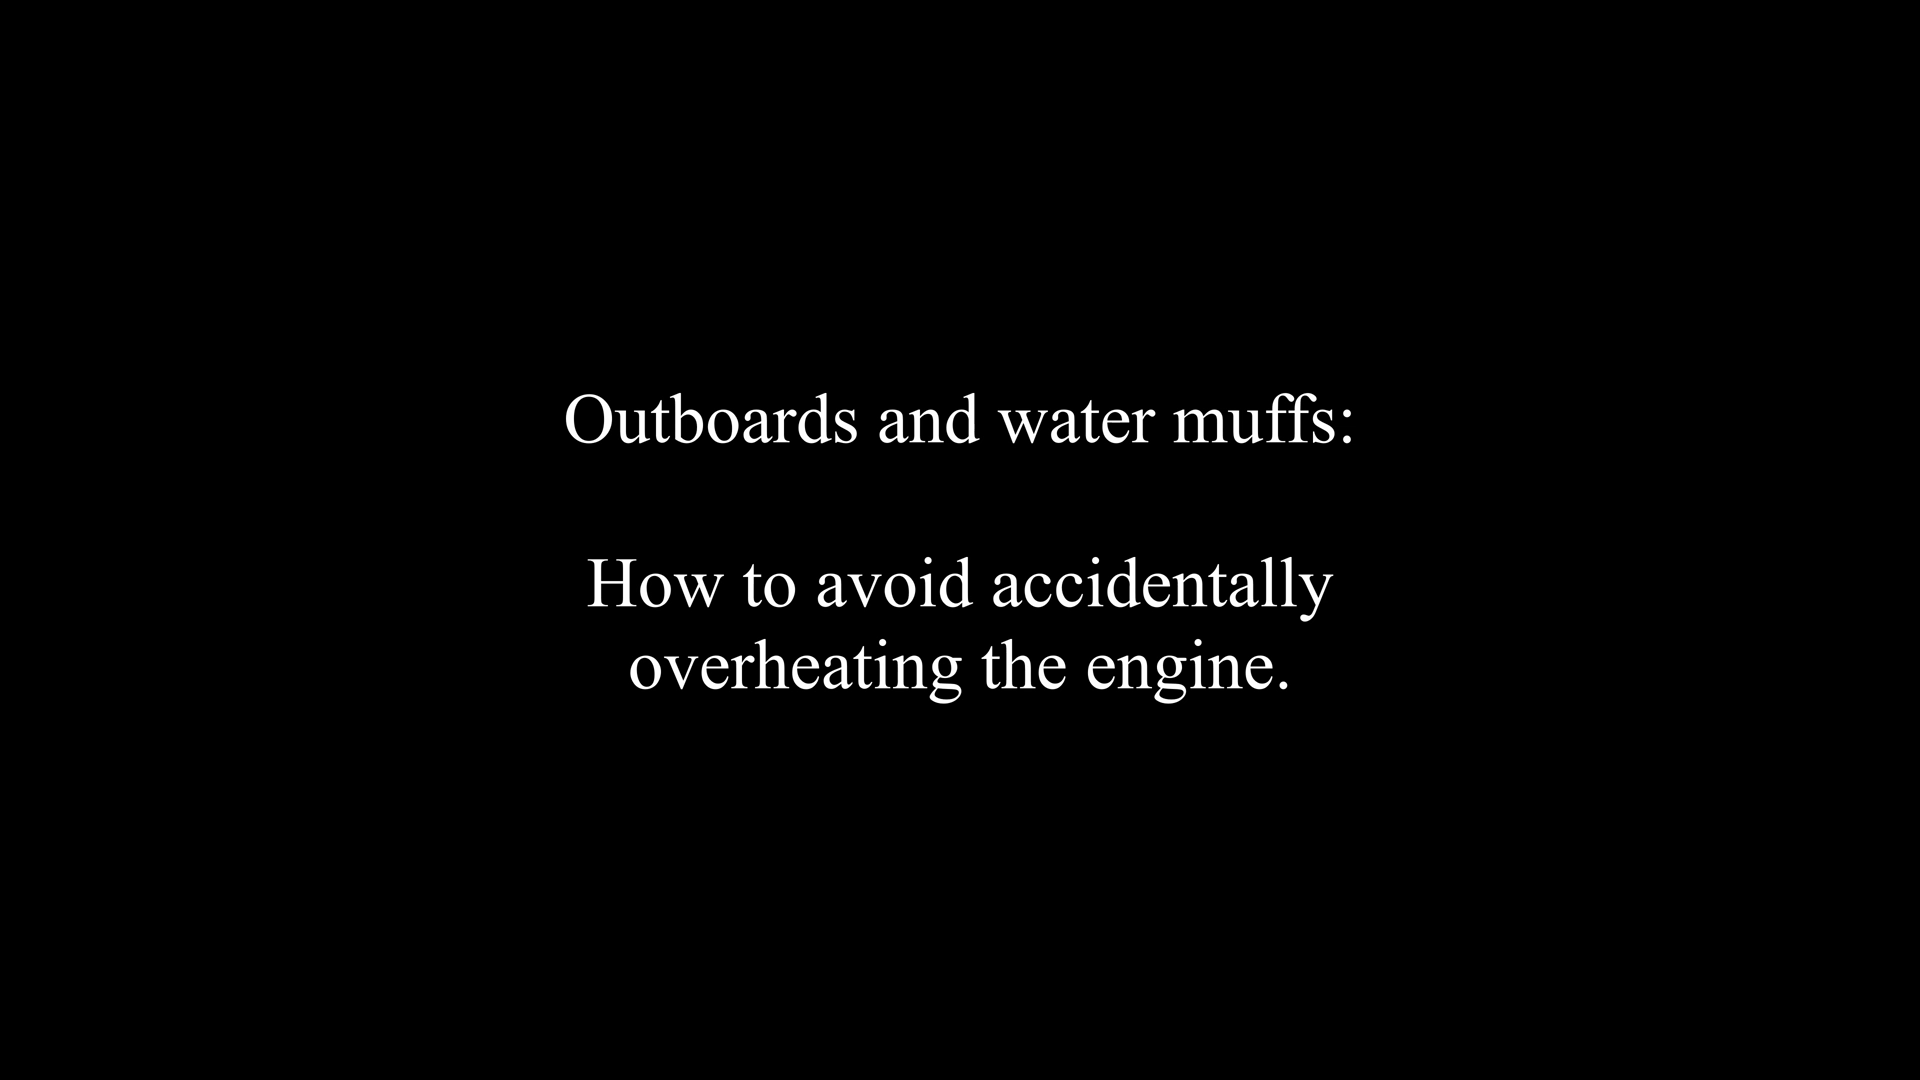 Outboards and water muffs:
How to avoid accidentally
overheating the engine.